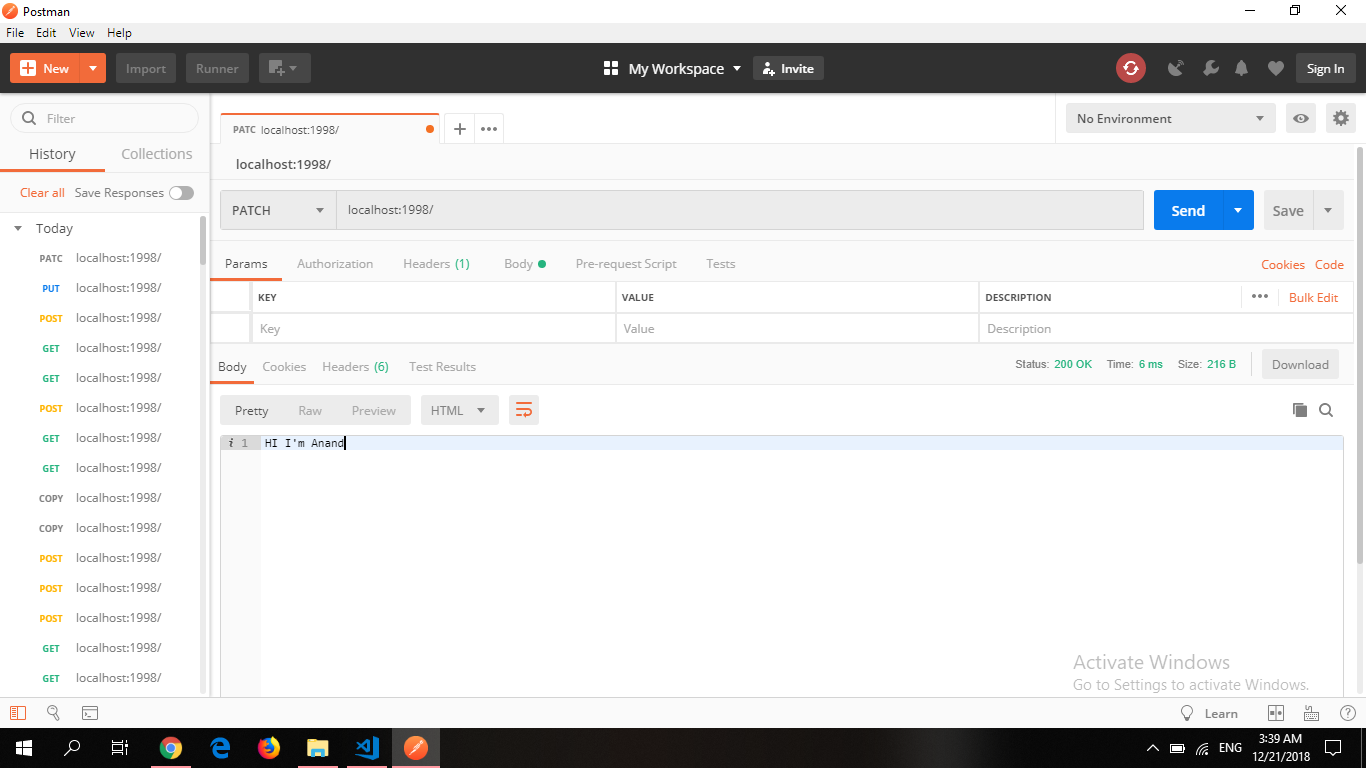 Postman
File Edit View Help
New Import Runner My Workspace Invite Sign In
Filter
History Collections
Clear all Save Responses
Today
PATC localhost:1998/
PUT localhost:1998/
POST localhost:1998/
GET localhost:1998/
GET localhost:1998/
POST localhost:1998/
GET localhost:1998/
GET localhost:1998/
COPY localhost:1998/
COPY localhost:1998/
POST localhost:1998/
POST localhost:1998/
POST localhost:1998/
GET localhost:1998/
GET localhost:1998/
PATC localhost:1998/
No Environment
localhost:1998/
PATCH localhost:1998/ Send Save
Params Authorization Headers (1) Body Pre-request Script Tests Cookies Code
KEY VALUE DESCRIPTION Bulk Edit
Key Value Description
Body Cookies Headers (6) Test Results Status: 200 OK Time: 6 ms Size: 216 B Download
Pretty Raw Preview HTML
i 1 HI I'm Anand
Activate Windows
Go to Settings to activate Windows.
Learn
ENG
3:39 AM
12/21/2018